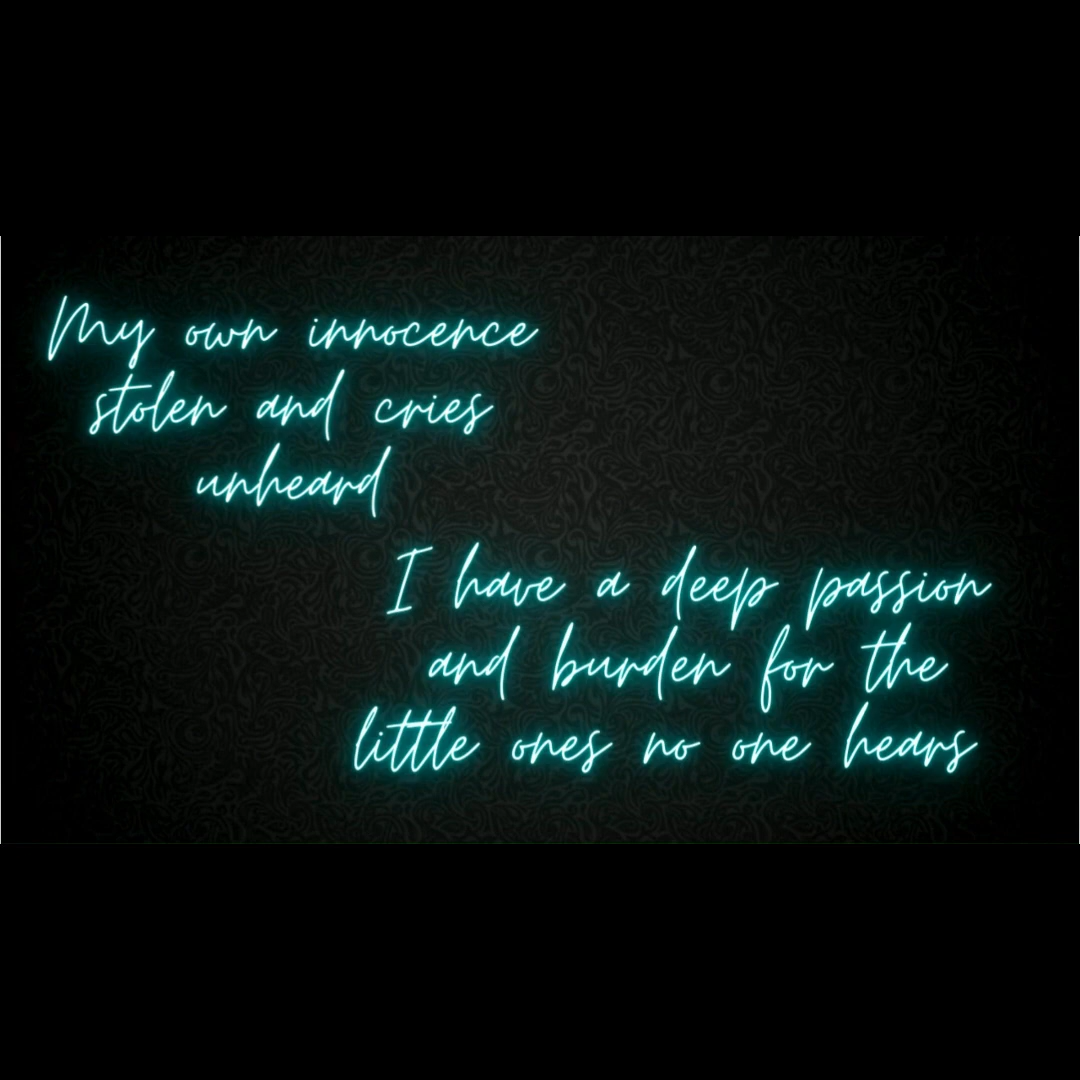 My own innocence
stolen and cries
unheard
I have a deep passion
and burden for the
little ones no one hears